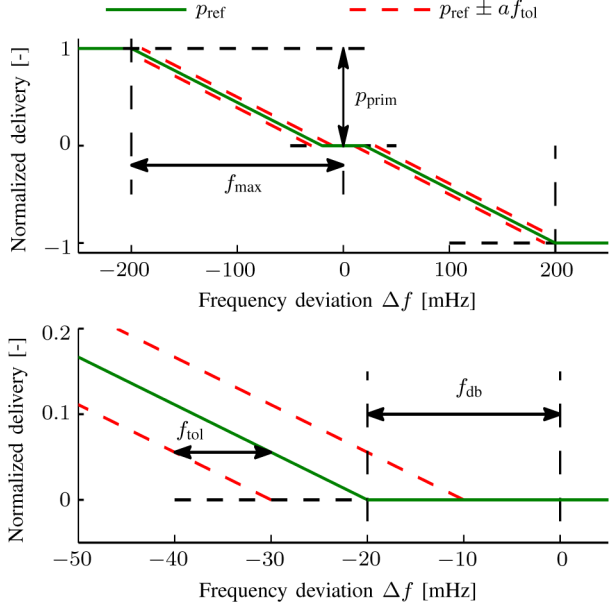 p_ref p_ref ± af_tol
Normalized delivery [-]
1
0
−1
p_prim
f_max
−200 −100 0 100 200
Frequency deviation Δf [mHz]
Normalized delivery [-]
0.2
0.1
0
f_db
f_tol
−50 −40 −30 −20 −10 0
Frequency deviation Δf [mHz]